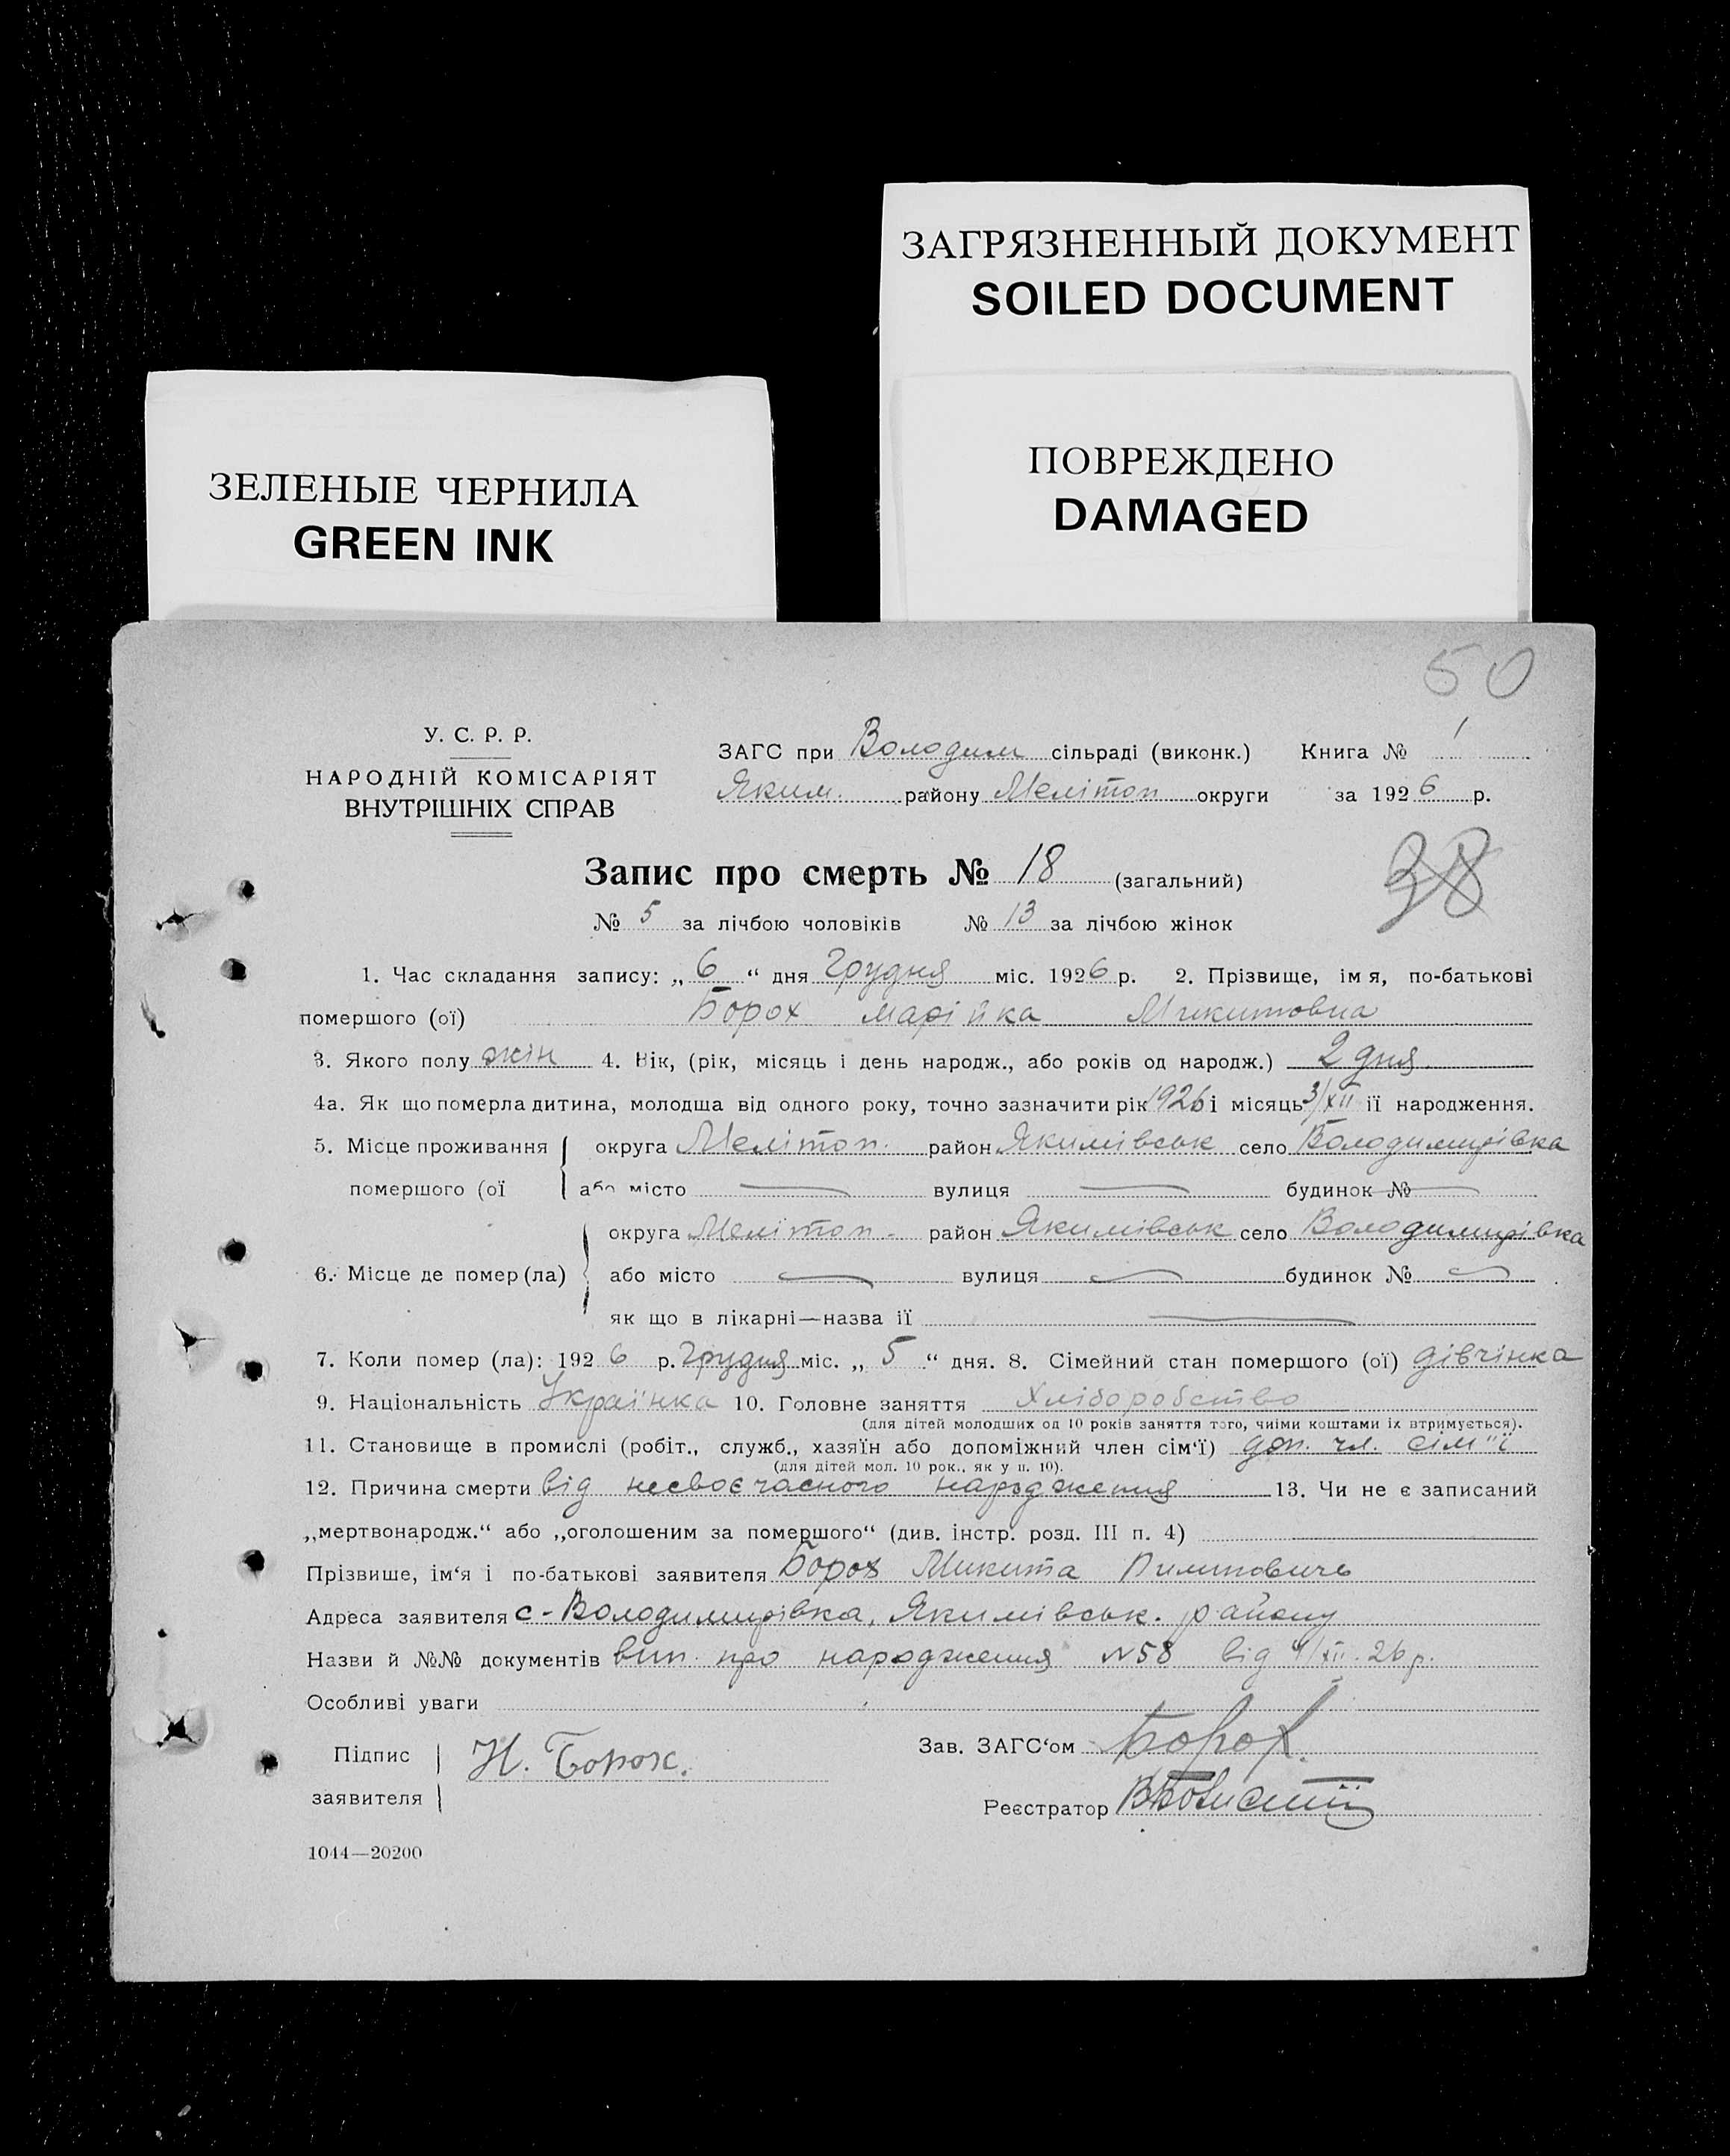 ЗАГРЯЗНЕННЫЙ ДОКУМЕНТ
SOILED DOCUMENT
ПОВРЕЖДЕНО
DAMAGED
ЗЕЛЕНЫЕ ЧЕРНИЛА
GREEN INK
50
У. С. Р. Р.
НАРОДНІЙ КОМІСАРІЯТ
ВНУТРІШНІХ СПРАВ
ЗАГС при Володим сільраді (виконк.) Книга № 1
Яким. району Мелітоп округи за 1926 р.
Запис про смерть № 18 (загальний)
38
№ 5 за лічбою чоловіків № 13 за лічбою жінок
1. Час складання запису: „6“ дня Грудня міс. 1926 р. 2. Прізвище, імя, по-батькові
помершого (ої) Борох марійка Микитовна
3. Якого полу жін 4. Вік, (рік, місяць і день народж., або років од народж.) 2 дня
4а. Як що померла дитина, молодша від одного року, точно зазначити рік 1926 і місяць 3/XII її народження.
5. Місце проживання округа Мелітоп. район Якимівськ село Володимирівка
помершого (ої або місто — вулиця — будинок № —
округа Мелітоп. район Якимівськ село Володимирівка
6. Місце де помер (ла) або місто — вулиця — будинок № —
як що в лікарні—назва її —
7. Коли помер (ла): 1926 р. Грудня міс. „5“ дня. 8. Сімейний стан помершого (ої) дівчінка
9. Національність Українка 10. Головне заняття Хліборобство
(для дітей молодших од 10 років заняття того, чиїми коштами їх втримується).
11. Становище в промислі (робіт., служб., хазяїн або допоміжний член сім‘ї) доп. чл. сім"ї
(для дітей мол. 10 рок., як у п. 10).
12. Причина смерти від несвоєчасного народження 13. Чи не є записаний
„мертвонародж.“ або „оголошеним за помершого“ (див. інстр. розд. III п. 4)
Прізвише, ім‘я і по-батькові заявителя Борох Микита
Адреса заявителя с-Володимирівка, Якимівськ. району
Назви й №№ документів вип. про народження №58 від 4/XII. 26 р.
Особливі уваги
Підпис Н. Борох. Зав. ЗАГС‘ом Борох.
заявителя Реєстратор
1044—20200